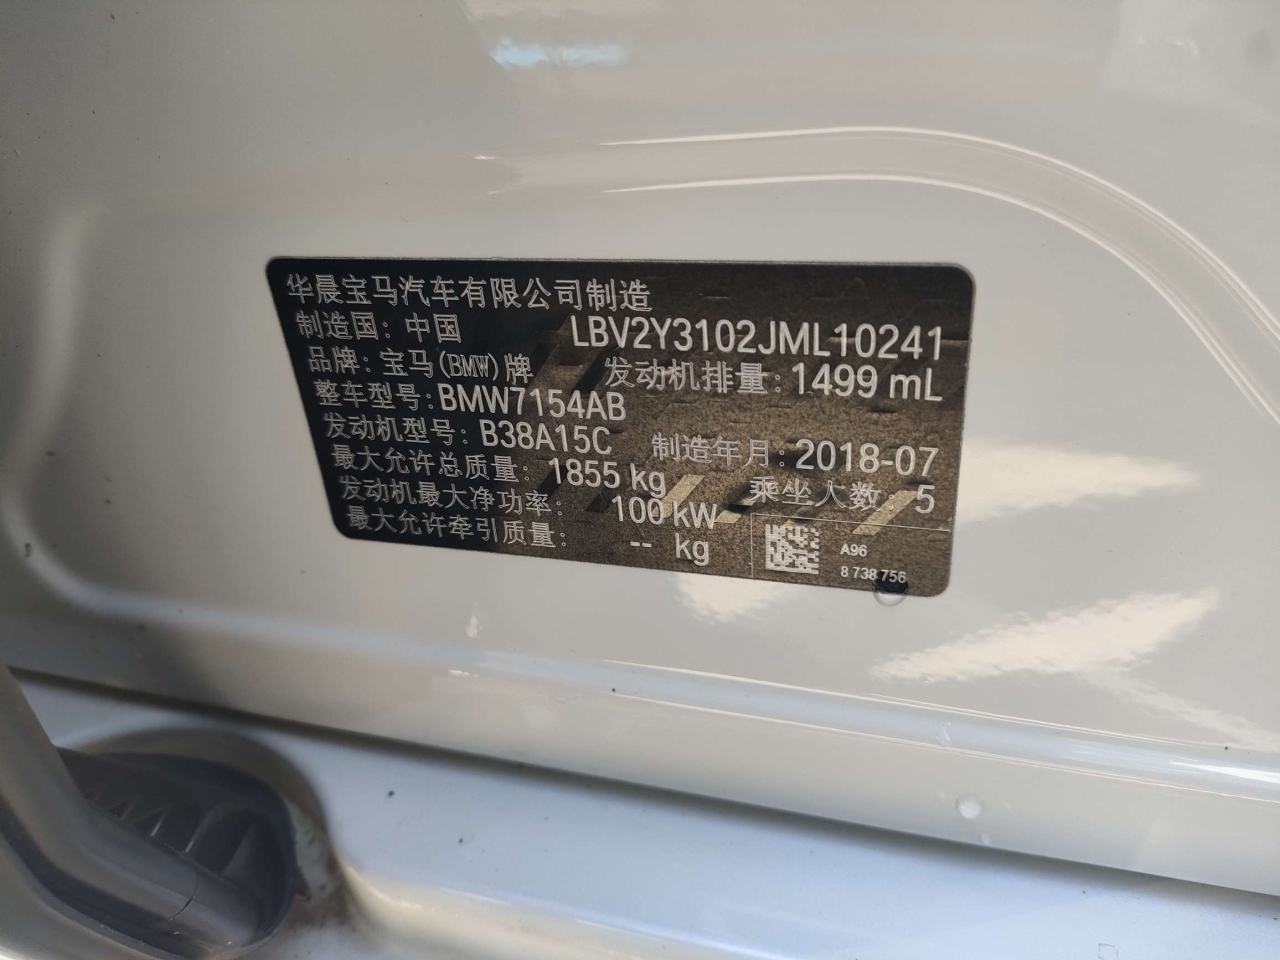 华晨宝马汽车有限公司制造
制造国: 中国 LBV2Y3102JML10241
品牌: 宝马(BMW)牌 发动机排量: 1499 mL
整车型号: BMW7154AB
发动机型号: B38A15C 制造年月: 2018-07
最大允许总质量: 1855 kg 乘坐人数: 5
发动机最大净功率: 100 kW
最大允许牵引质量: -- kg
A96
8 738 756